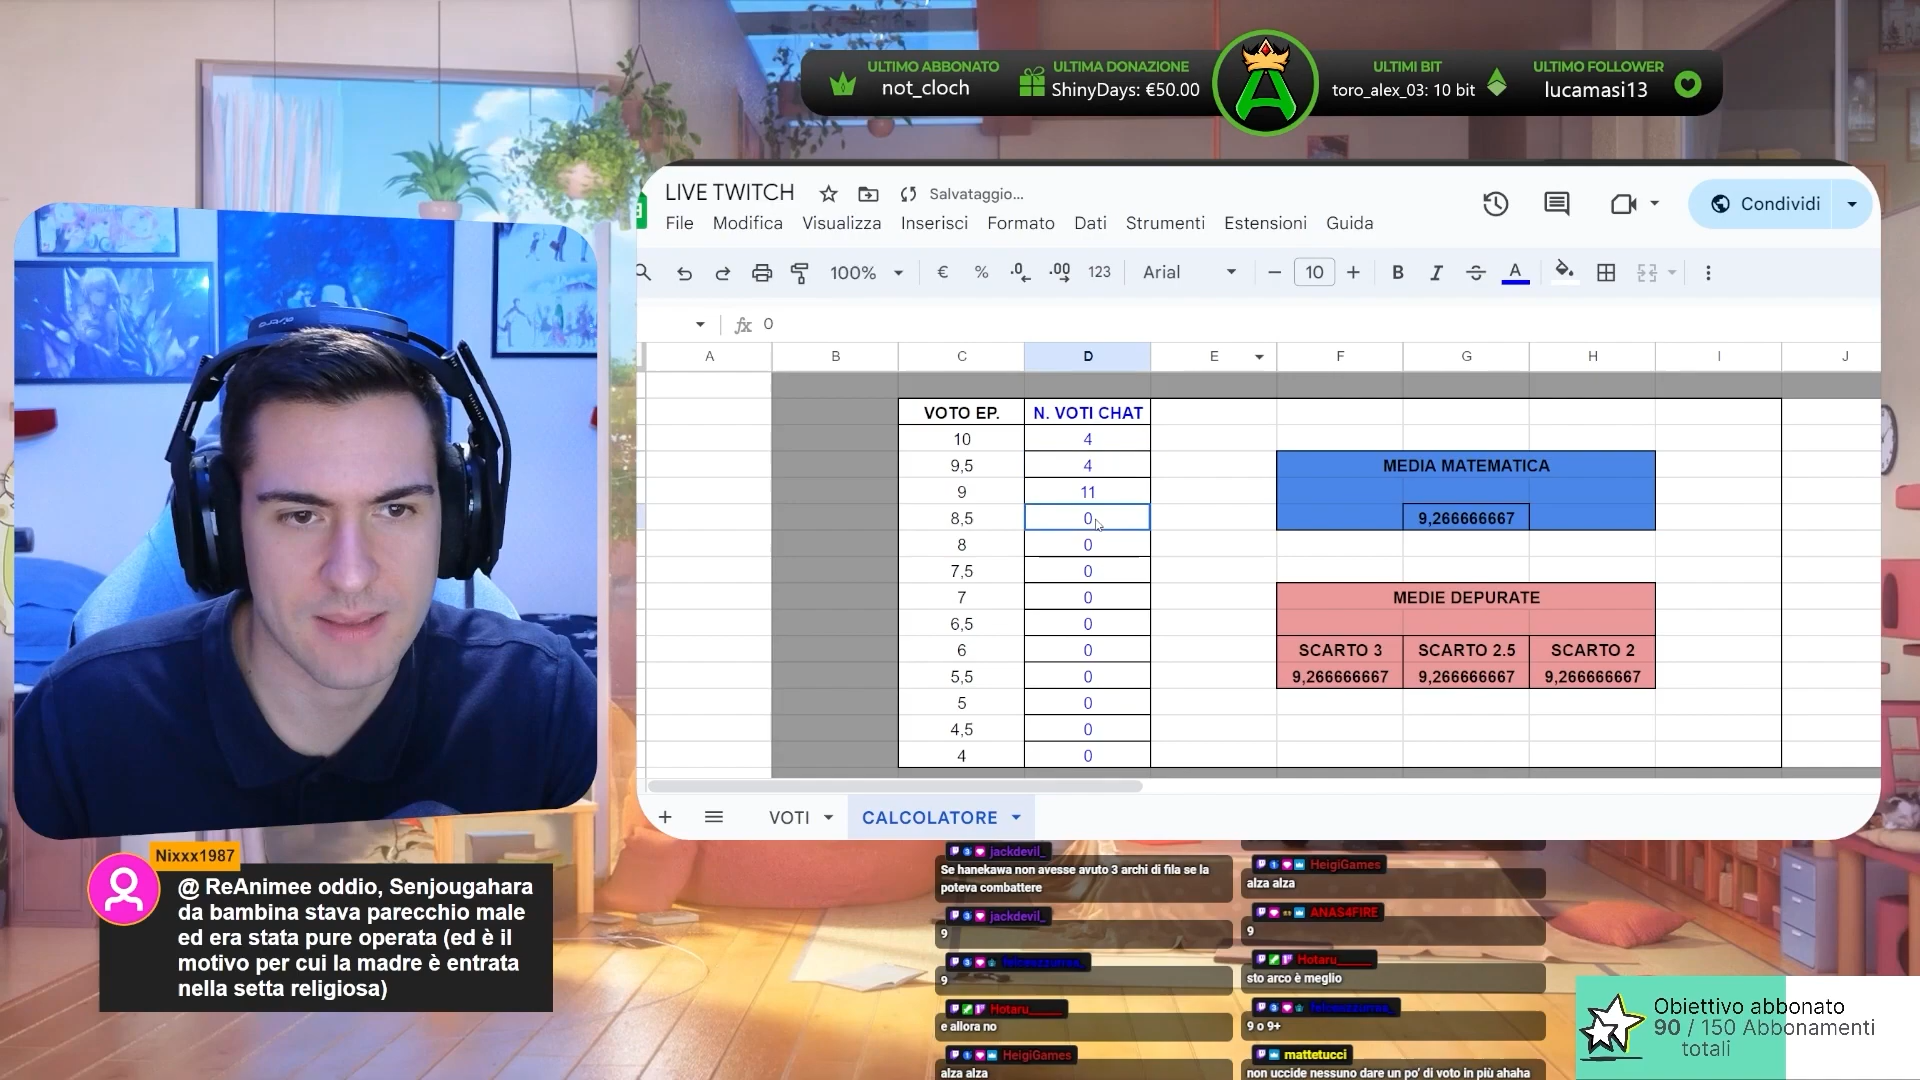 ULTIMO ABBONATO
not_cloch
ULTIMA DONAZIONE
ShinyDays: €50.00
ULTIMI BIT
toro_alex_03: 10 bit
ULTIMO FOLLOWER
lucamasi13
LIVE TWITCH
Salvataggio...
Condividi
File Modifica Visualizza Inserisci Formato Dati Strumenti Estensioni Guida
100% € % .0 .00 123 Arial 10 B I S A
fx 0
A B C D E F G H I J
VOTO EP. N. VOTI CHAT
10 4
9,5 4
9 11
8,5 0
8 0
7,5 0
7 0
6,5 0
6 0
5,5 0
5 0
4,5 0
4 0
MEDIA MATEMATICA
9,266666667
MEDIE DEPURATE
SCARTO 3 SCARTO 2.5 SCARTO 2
9,266666667 9,266666667 9,266666667
VOTI CALCOLATORE
Nixxx1987
@ ReAnimee oddio, Senjougahara
da bambina stava parecchio male
ed era stata pure operata (ed è il
motivo per cui la madre è entrata
nella setta religiosa)
jackdevil_
Se hanekawa non avesse avuto 3 archi di fila se la
poteva combattere
jackdevil_
9
9
Hotaru______
e allora no
HeigiGames
alza alza
HeigiGames
alza alza
ANAS4FIRE
9
Hotaru______
sto arco è meglio
9 o 9+
mattetucci
non uccide nessuno dare un po' di voto in più ahaha
Obiettivo abbonato
90 / 150 Abbonamenti
totali